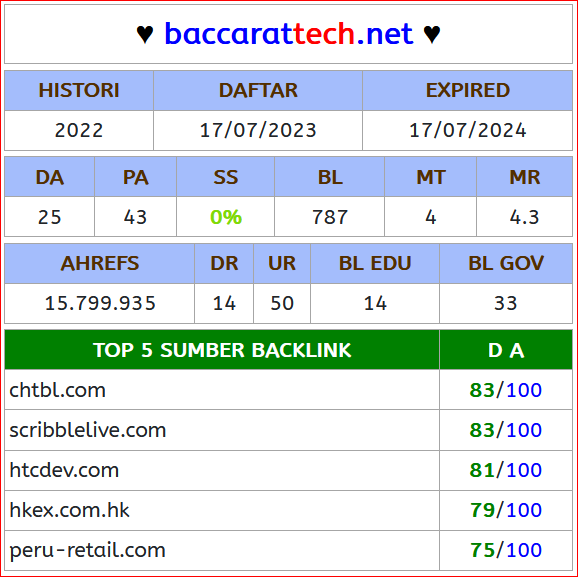 ♥ baccarattech.net ♥
HISTORI DAFTAR EXPIRED
2022 17/07/2023 17/07/2024
DA PA SS BL MT MR
25 43 0% 787 4 4.3
AHREFS DR UR BL EDU BL GOV
15.799.935 14 50 14 33
TOP 5 SUMBER BACKLINK D A
chtbl.com 83/100
scribblelive.com 83/100
htcdev.com 81/100
hkex.com.hk 79/100
peru-retail.com 75/100